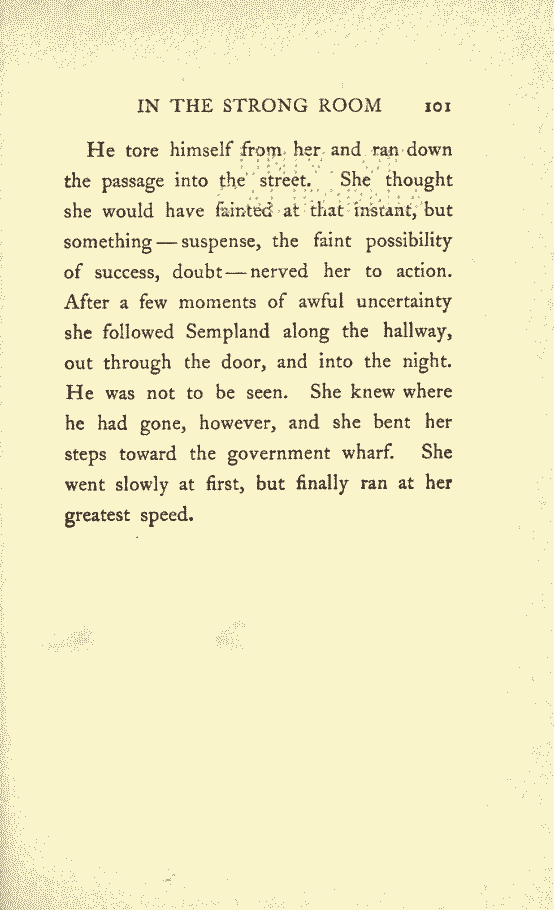 IN THE STRONG ROOM 101
He tore himself from her and ran down
the passage into the street. She thought
she would have fainted at that instant, but
something—suspense, the faint possibility
of success, doubt—nerved her to action.
After a few moments of awful uncertainty
she followed Sempland along the hallway,
out through the door, and into the night.
He was not to be seen. She knew where
he had gone, however, and she bent her
steps toward the government wharf. She
went slowly at first, but finally ran at her
greatest speed.